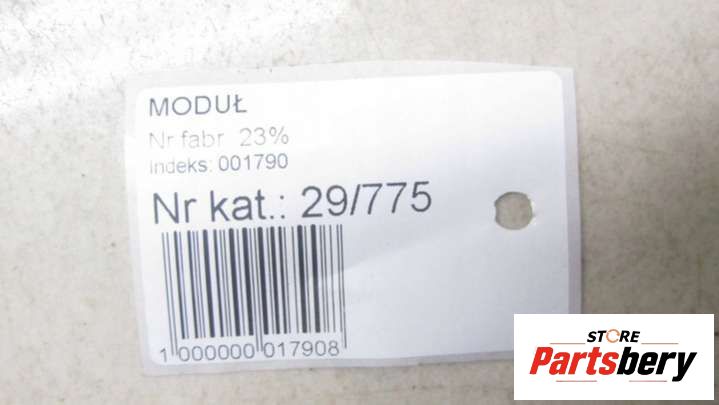 MODUŁ
Nr fabr 23%
Indeks: 001790
Nr kat.: 29/775
1 000000 017908
STORE
Partsbery